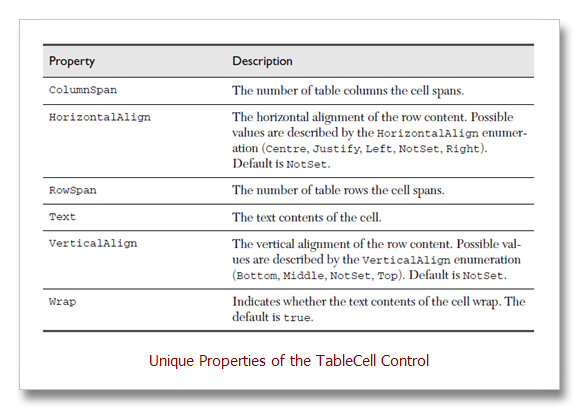 Property Description
ColumnSpan The number of table columns the cell spans.
HorizontalAlign The horizontal alignment of the row content. Possible
values are described by the HorizontalAlign enumer-
ation (Centre, Justify, Left, NotSet, Right).
Default is NotSet.
RowSpan The number of table rows the cell spans.
Text The text contents of the cell.
VerticalAlign The vertical alignment of the row content. Possible val-
ues are described by the VerticalAlign enumeration
(Bottom, Middle, NotSet, Top). Default is NotSet.
Wrap Indicates whether the text contents of the cell wrap. The
default is true.
Unique Properties of the TableCell Control